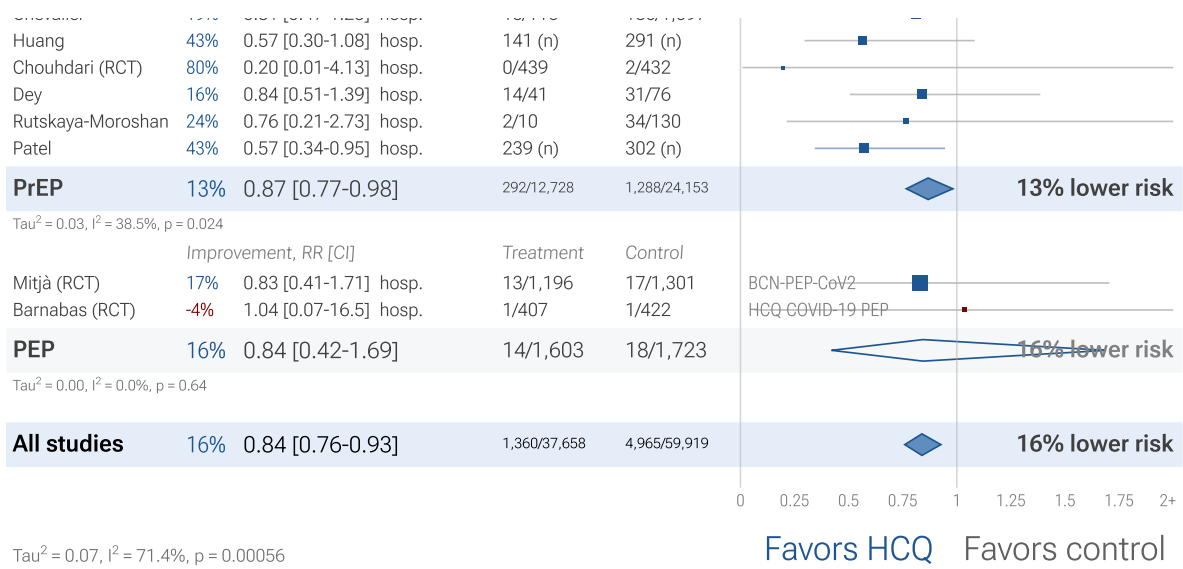 Huang 43% 0.57 [0.30-1.08] hosp. 141 (n) 291 (n)
Chouhdari (RCT) 80% 0.20 [0.01-4.13] hosp. 0/439 2/432
Dey 16% 0.84 [0.51-1.39] hosp. 14/41 31/76
Rutskaya-Moroshan 24% 0.76 [0.21-2.73] hosp. 2/10 34/130
Patel 43% 0.57 [0.34-0.95] hosp. 239 (n) 302 (n)
PrEP 13% 0.87 [0.77-0.98] 292/12,728 1,288/24,153 13% lower risk
Tau² = 0.03, I² = 38.5%, p = 0.024
Improvement, RR [CI] Treatment Control
Mitjà (RCT) 17% 0.83 [0.41-1.71] hosp. 13/1,196 17/1,301 BCN-PEP-CoV2
Barnabas (RCT) -4% 1.04 [0.07-16.5] hosp. 1/407 1/422 HCQ COVID-19 PEP
PEP 16% 0.84 [0.42-1.69] 14/1,603 18/1,723 16% lower risk
Tau² = 0.00, I² = 0.0%, p = 0.64
All studies 16% 0.84 [0.76-0.93] 1,360/37,658 4,965/59,919 16% lower risk
0 0.25 0.5 0.75 1 1.25 1.5 1.75 2+
Tau² = 0.07, I² = 71.4%, p = 0.00056 Favors HCQ Favors control